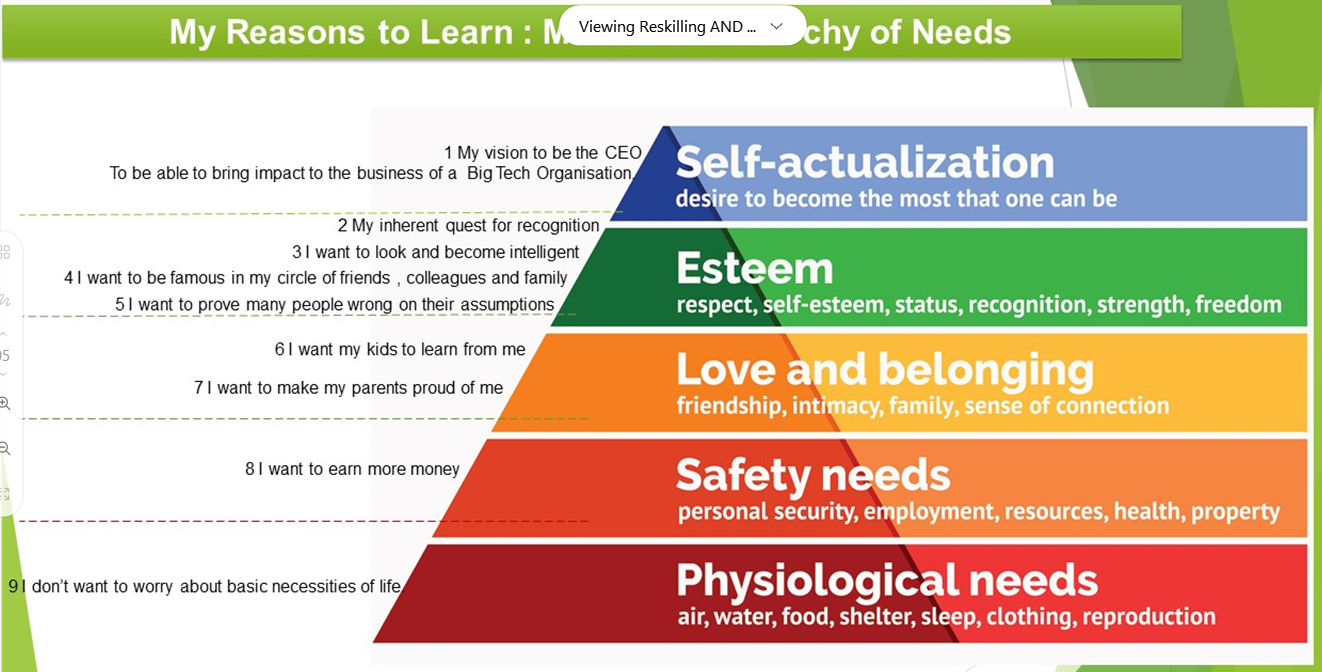 My Reasons to Learn : M
Viewing Reskilling AND ...
chy of Needs
1 My vision to be the CEO
To be able to bring impact to the business of a Big Tech Organisation.
2 My inherent quest for recognition
3 I want to look and become intelligent
4 I want to be famous in my circle of friends , colleagues and family
5 I want to prove many people wrong on their assumptions
6 I want my kids to learn from me
7 I want to make my parents proud of me
8 I want to earn more money
9 I don’t want to worry about basic necessities of life
Self-actualization
desire to become the most that one can be
Esteem
respect, self-esteem, status, recognition, strength, freedom
Love and belonging
friendship, intimacy, family, sense of connection
Safety needs
personal security, employment, resources, health, property
Physiological needs
air, water, food, shelter, sleep, clothing, reproduction